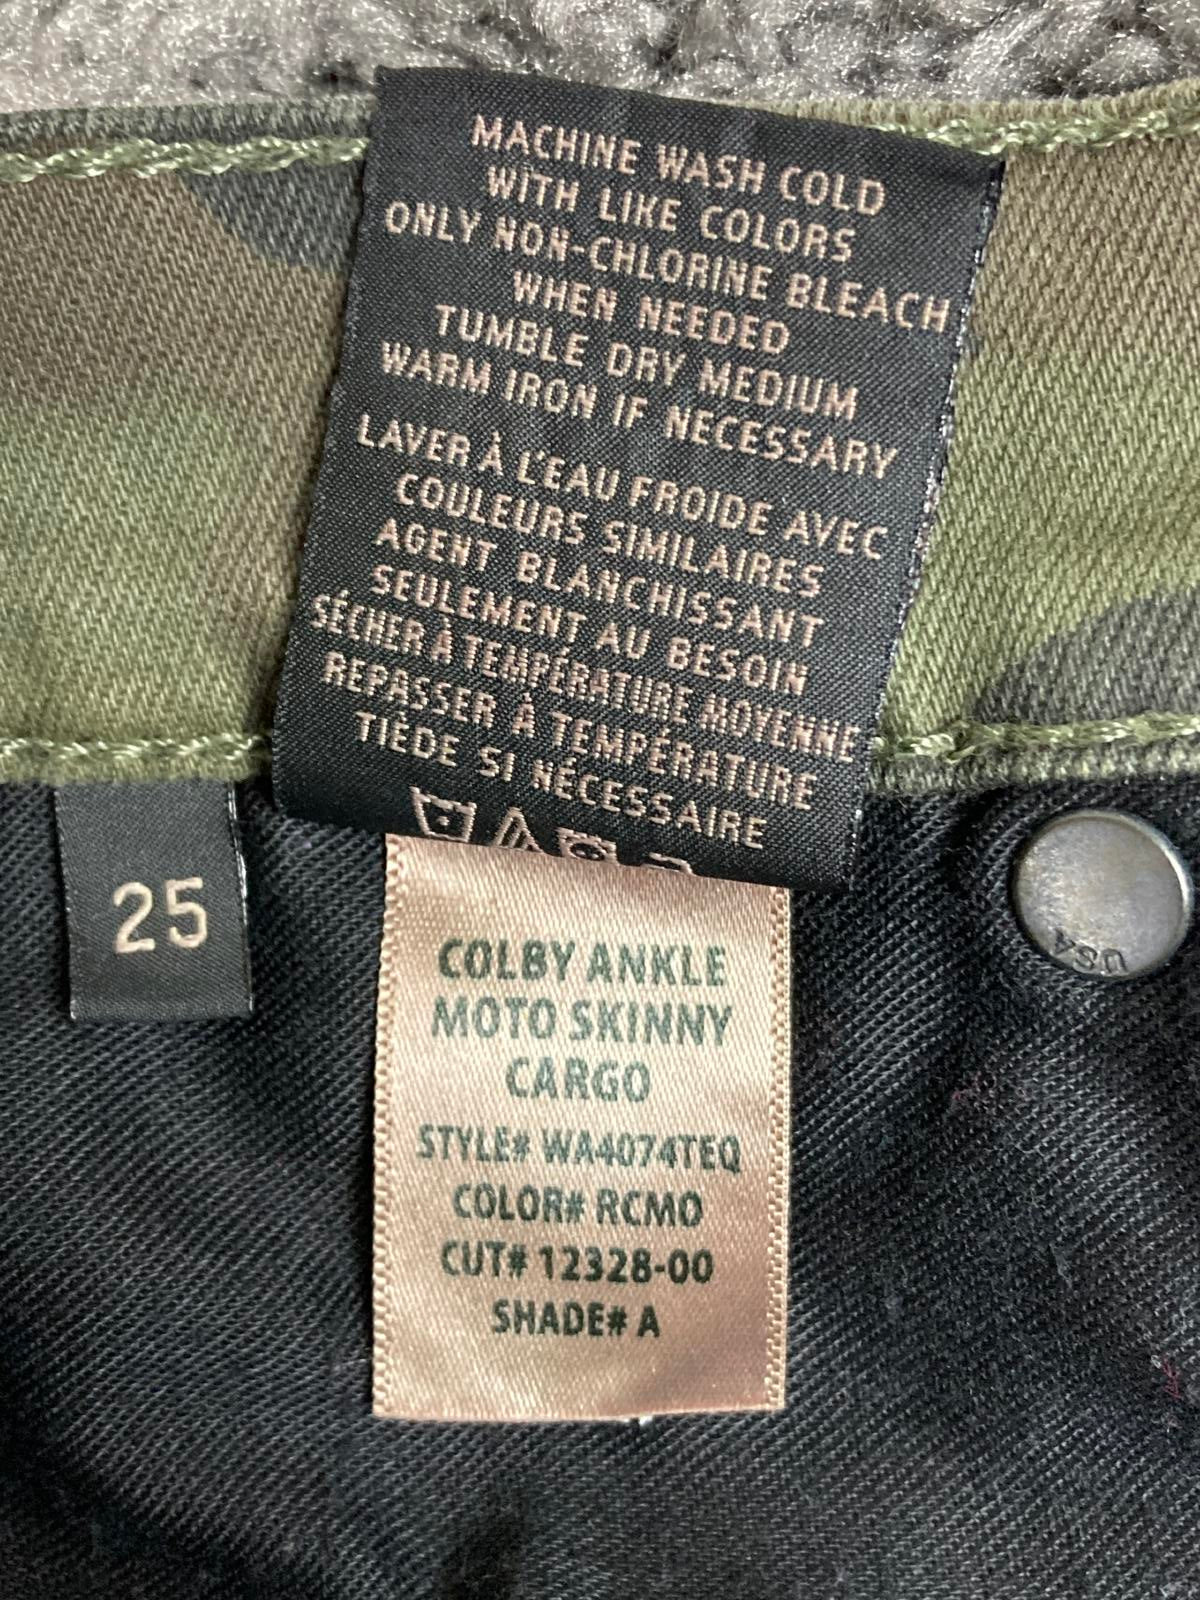 MACHINE WASH COLD
WITH LIKE COLORS
ONLY NON-CHLORINE BLEACH
WHEN NEEDED
TUMBLE DRY MEDIUM
WARM IRON IF NECESSARY
LAVER À L'EAU FROIDE AVEC
COULEURS SIMILAIRES
AGENT BLANCHISSANT
SEULEMENT AU BESOIN
SÉCHER À TEMPÉRATURE MOYENNE
REPASSER À TEMPÉRATURE
TIÈDE SI NÉCESSAIRE
25
USA
COLBY ANKLE
MOTO SKINNY
CARGO
STYLE# WA4074TEQ
COLOR# RCMO
CUT# 12328-00
SHADE# A